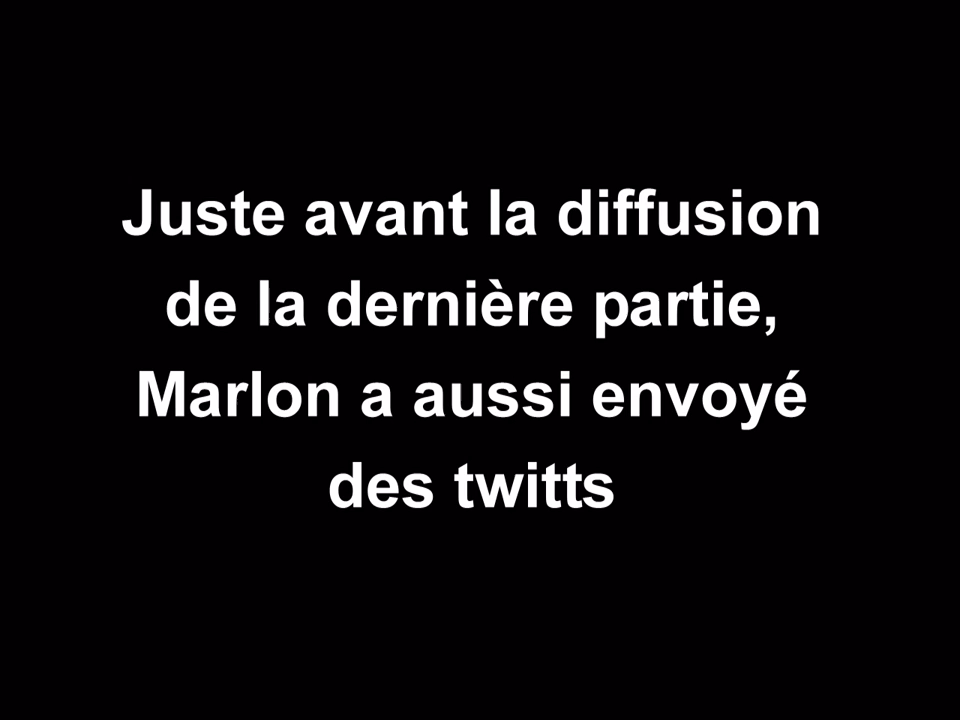 Juste avant la diffusion
de la dernière partie,
Marlon a aussi envoyé
des twitts